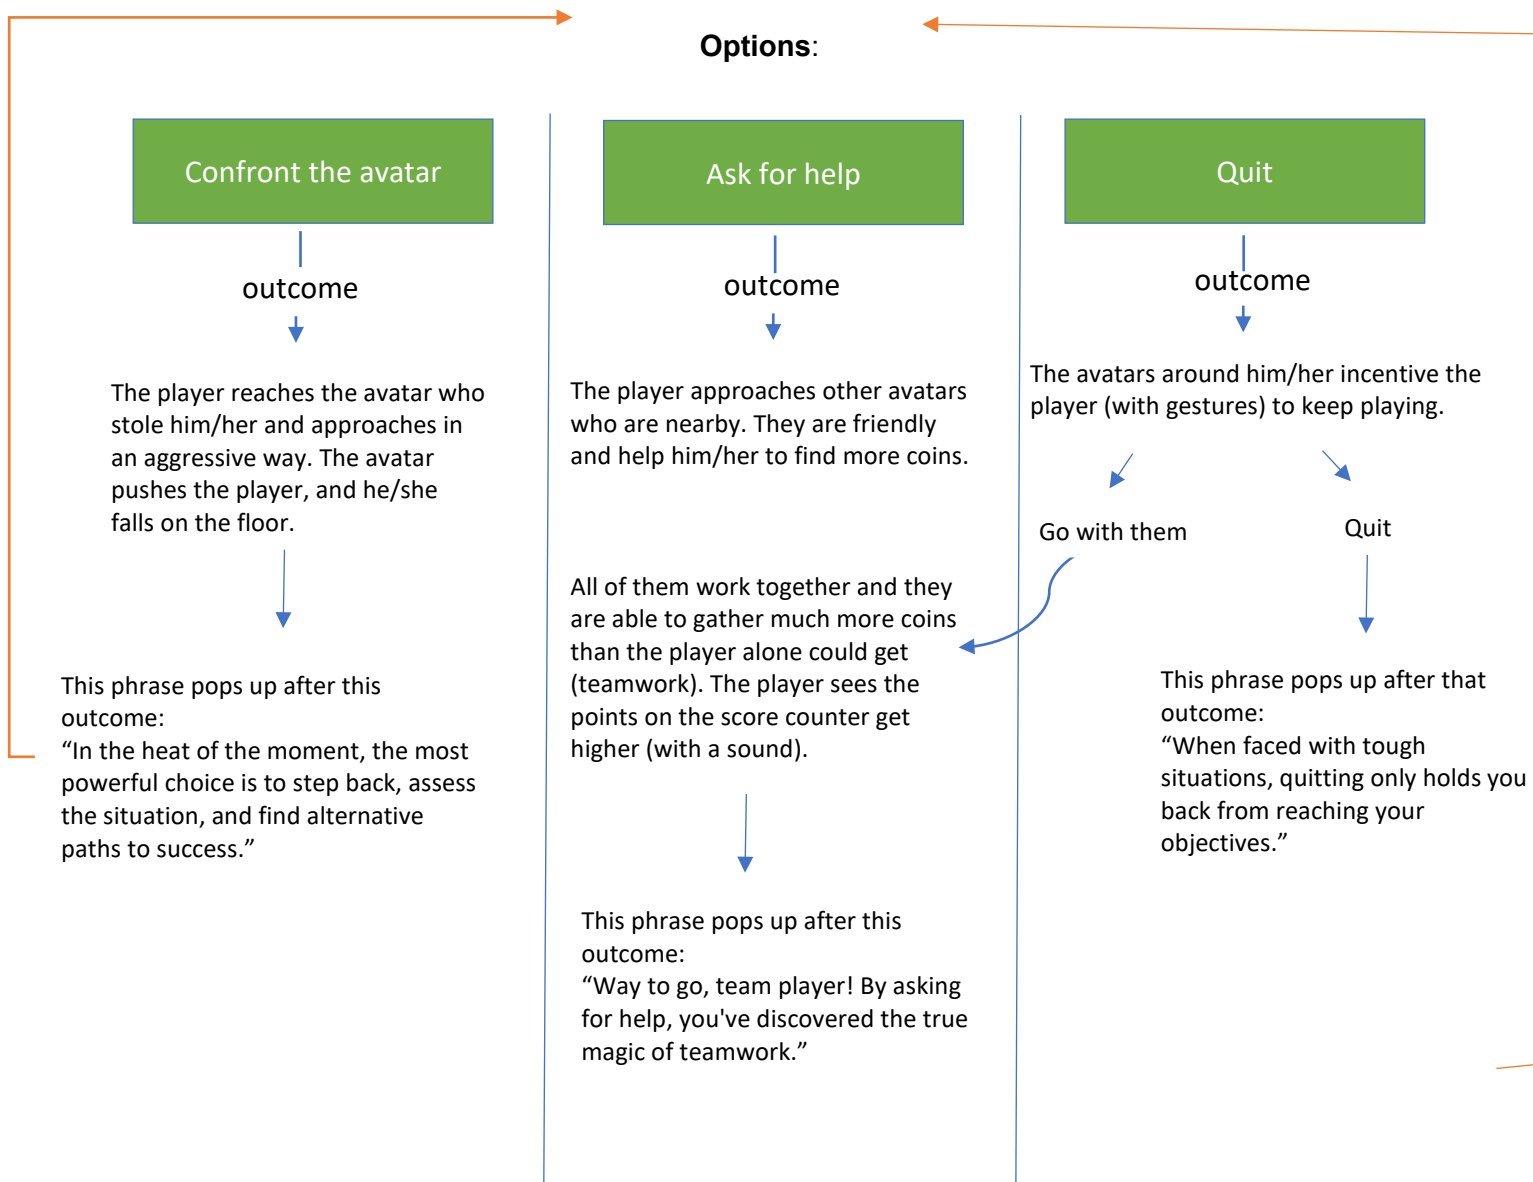 Options:
Confront the avatar
outcome
The player reaches the avatar who
stole him/her and approaches in
an aggressive way. The avatar
pushes the player, and he/she
falls on the floor.
This phrase pops up after this
outcome:
“In the heat of the moment, the most
powerful choice is to step back, assess
the situation, and find alternative
paths to success.”
Ask for help
outcome
The player approaches other avatars
who are nearby. They are friendly
and help him/her to find more coins.
All of them work together and they
are able to gather much more coins
than the player alone could get
(teamwork). The player sees the
points on the score counter get
higher (with a sound).
This phrase pops up after this
outcome:
“Way to go, team player! By asking
for help, you've discovered the true
magic of teamwork.”
Quit
outcome
The avatars around him/her incentive the
player (with gestures) to keep playing.
Go with them
Quit
This phrase pops up after that
outcome:
“When faced with tough
situations, quitting only holds you
back from reaching your
objectives.”